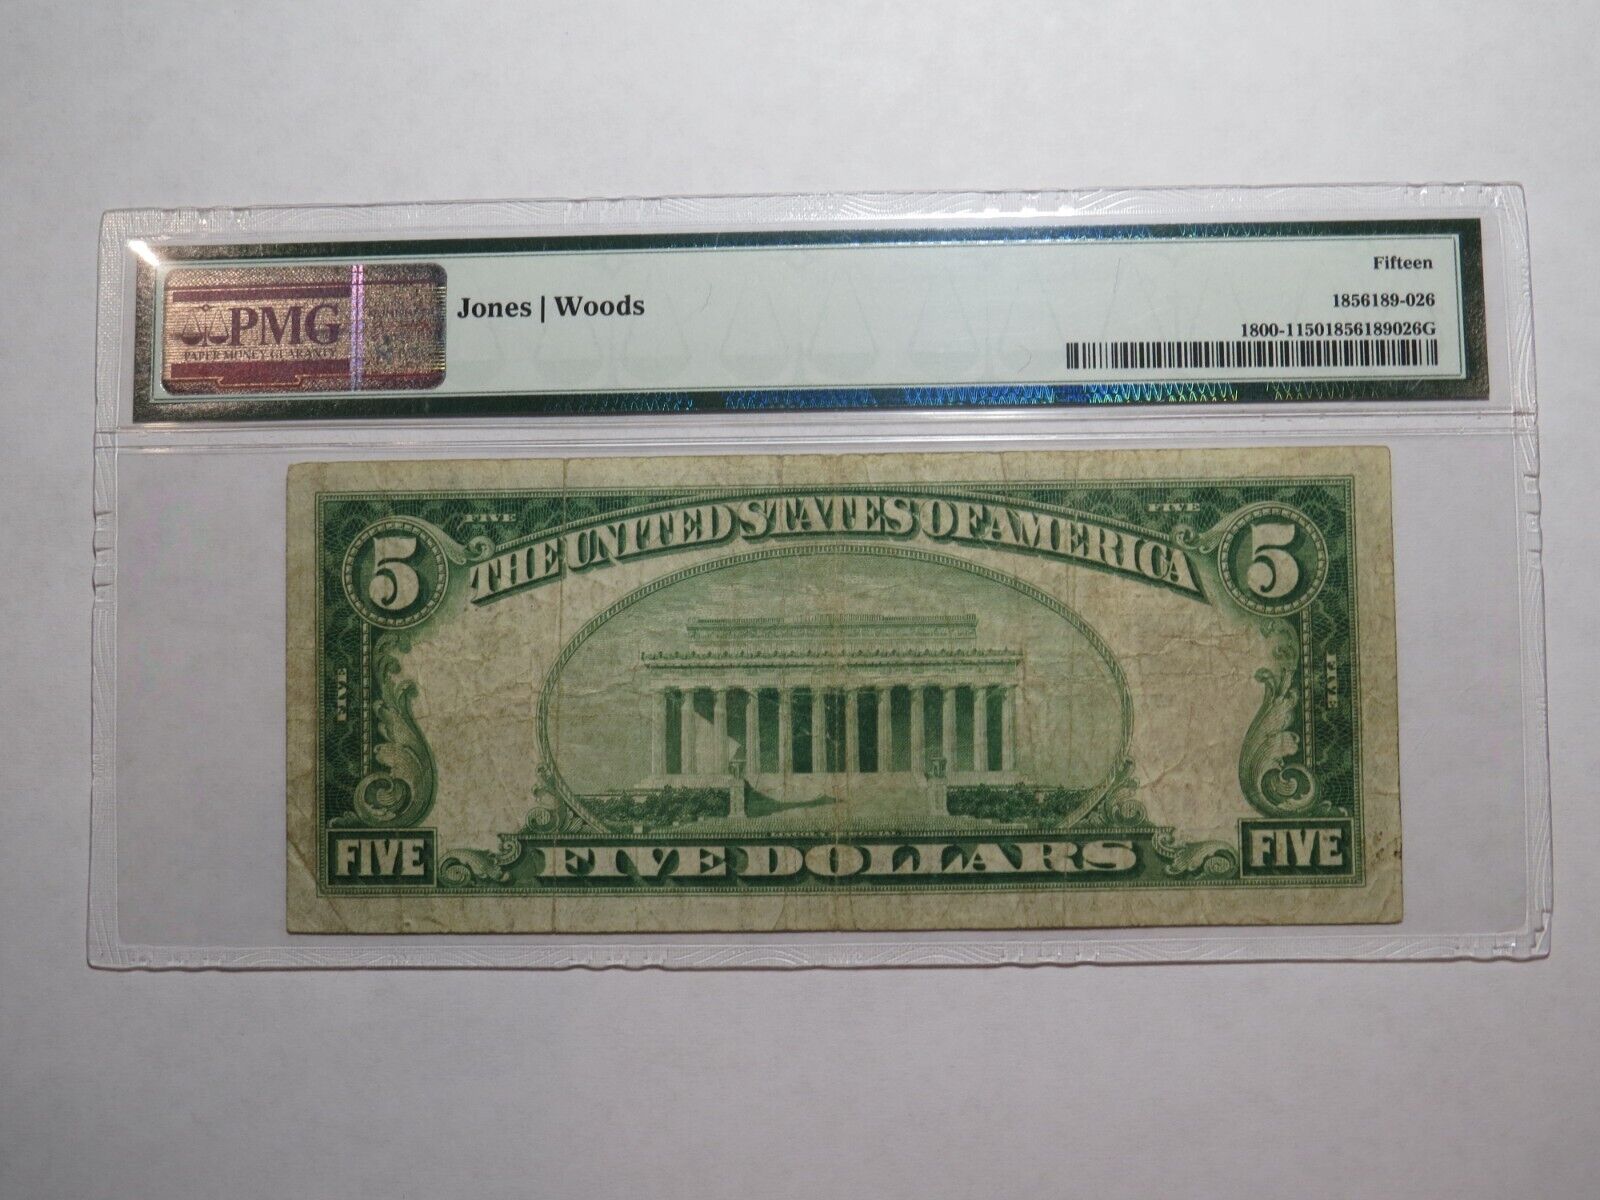 Fifteen
PMG
PAPER MONEY GUARANTY
Jones | Woods
1856189-026
1800-11501856189026G
FIVE
FIVE
5
THE UNITED STATES OF AMERICA
5
FIVE
FIVE
FIVE
FIVE DOLLARS
FIVE